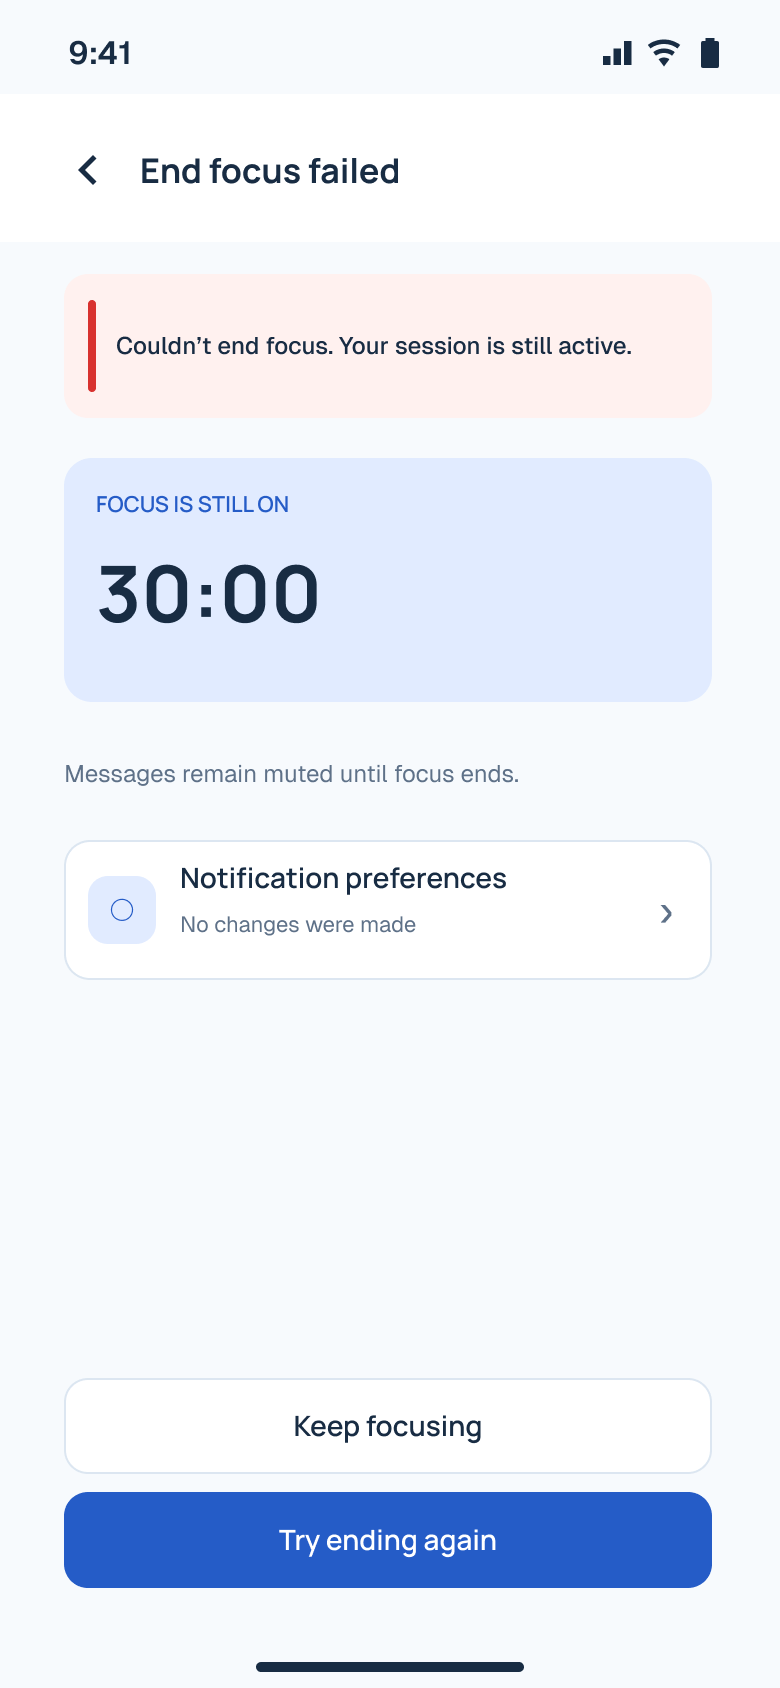 9:41
End focus failed
Couldn’t end focus. Your session is still active.
FOCUS IS STILL ON
30:00
Messages remain muted until focus ends.
Notification preferences
No changes were made
Keep focusing
Try ending again